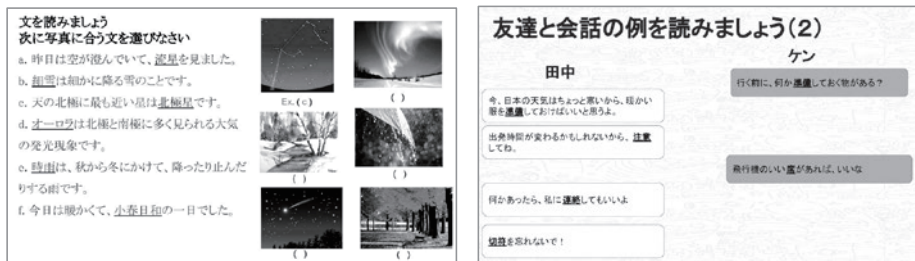 文を読みましょう
次に写真に合う文を選びなさい
a. 昨日は空が澄んでいて、流星を見ました。
b. 細雪は細かに降る雪のことです。
c. 天の北極に最も近い星は北極星です。
d. オーロラは北極と南極に多く見られる大気
の発光現象です。
e. 時雨は、秋から冬にかけて、降ったり止んだ
りする雨です。
f. 今日は暖かくて、小春日和の一日でした。
Ex. ( c )
( )
( )
( )
( )
( )
友達と会話の例を読みましょう(2)
田中
ケン
行く前に、何か準備しておく物がある？
今、日本の天気はちょっと寒いから、暖かい
服を準備しておけばいいと思うよ。
出発時間が変わるかもしれないから、注意
してね。
飛行機のいい席があれば、いいな
何かあったら、私に連絡してもいいよ
切符を忘れないで！